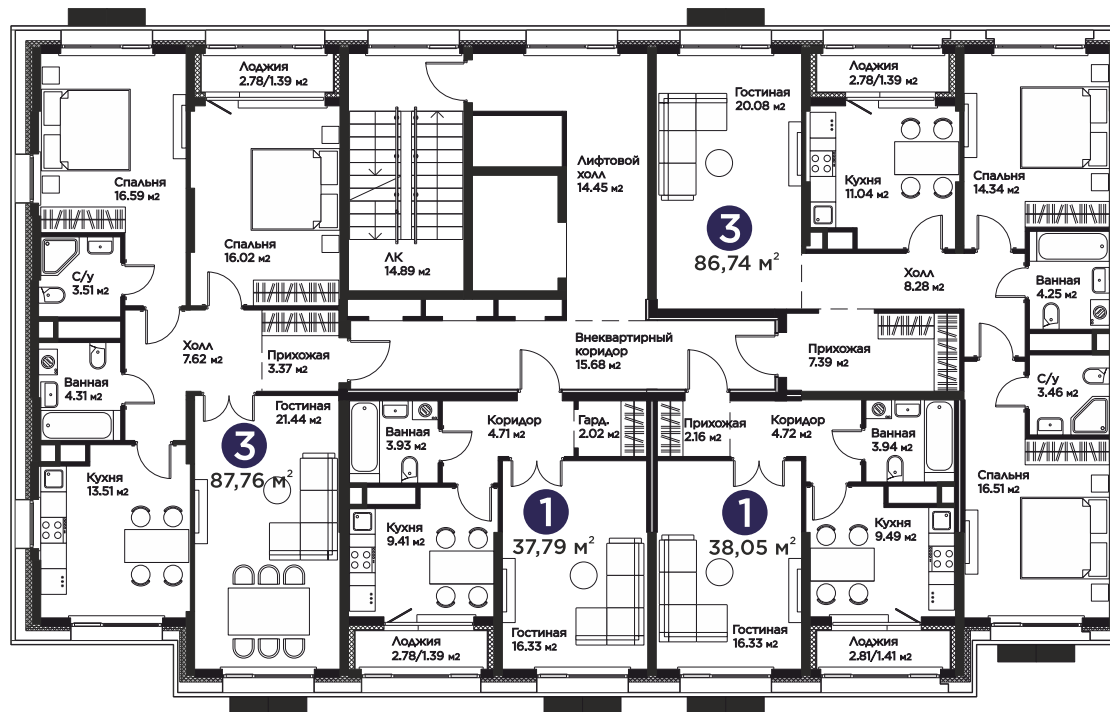 Лоджия
2.78/1.39 м2
Спальня
16.59 м2
Спальня
16.02 м2
С/у
3.51 м2
ЛК
14.89 м2
Лифтовой
холл
14.45 м2
Гостиная
20.08 м2
3
86,74 м2
Лоджия
2.78/1.39 м2
Кухня
11.04 м2
Спальня
14.34 м2
Холл
8.28 м2
Ванная
4.25 м2
Холл
7.62 м2
Прихожая
3.37 м2
Внеквартирный
коридор
15.68 м2
Прихожая
7.39 м2
С/у
3.46 м2
Ванная
4.31 м2
Гостиная
21.44 м2
3
87,76 м2
Кухня
13.51 м2
Ванная
3.93 м2
Коридор
4.71 м2
Гард.
2.02 м2
Прихожая
2.16 м2
Коридор
4.72 м2
Ванная
3.94 м2
Спальня
16.51 м2
Кухня
9.41 м2
1
37,79 м2
1
38,05 м2
Кухня
9.49 м2
Лоджия
2.78/1.39 м2
Гостиная
16.33 м2
Гостиная
16.33 м2
Лоджия
2.81/1.41 м2